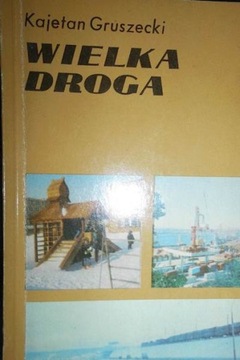 Kajetan Gruszecki
WIELKA
DROGA